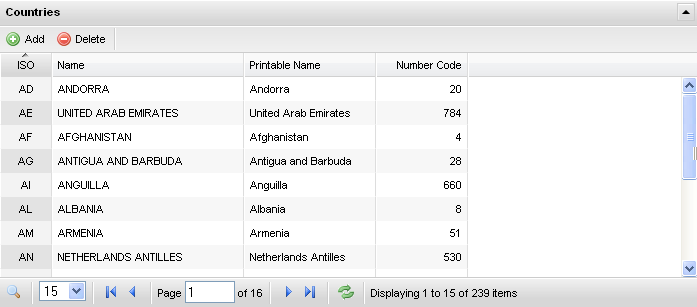 Countries
Add Delete
ISO Name Printable Name Number Code
AD ANDORRA Andorra 20
AE UNITED ARAB EMIRATES United Arab Emirates 784
AF AFGHANISTAN Afghanistan 4
AG ANTIGUA AND BARBUDA Antigua and Barbuda 28
AI ANGUILLA Anguilla 660
AL ALBANIA Albania 8
AM ARMENIA Armenia 51
AN NETHERLANDS ANTILLES Netherlands Antilles 530
15 Page 1 of 16 Displaying 1 to 15 of 239 items